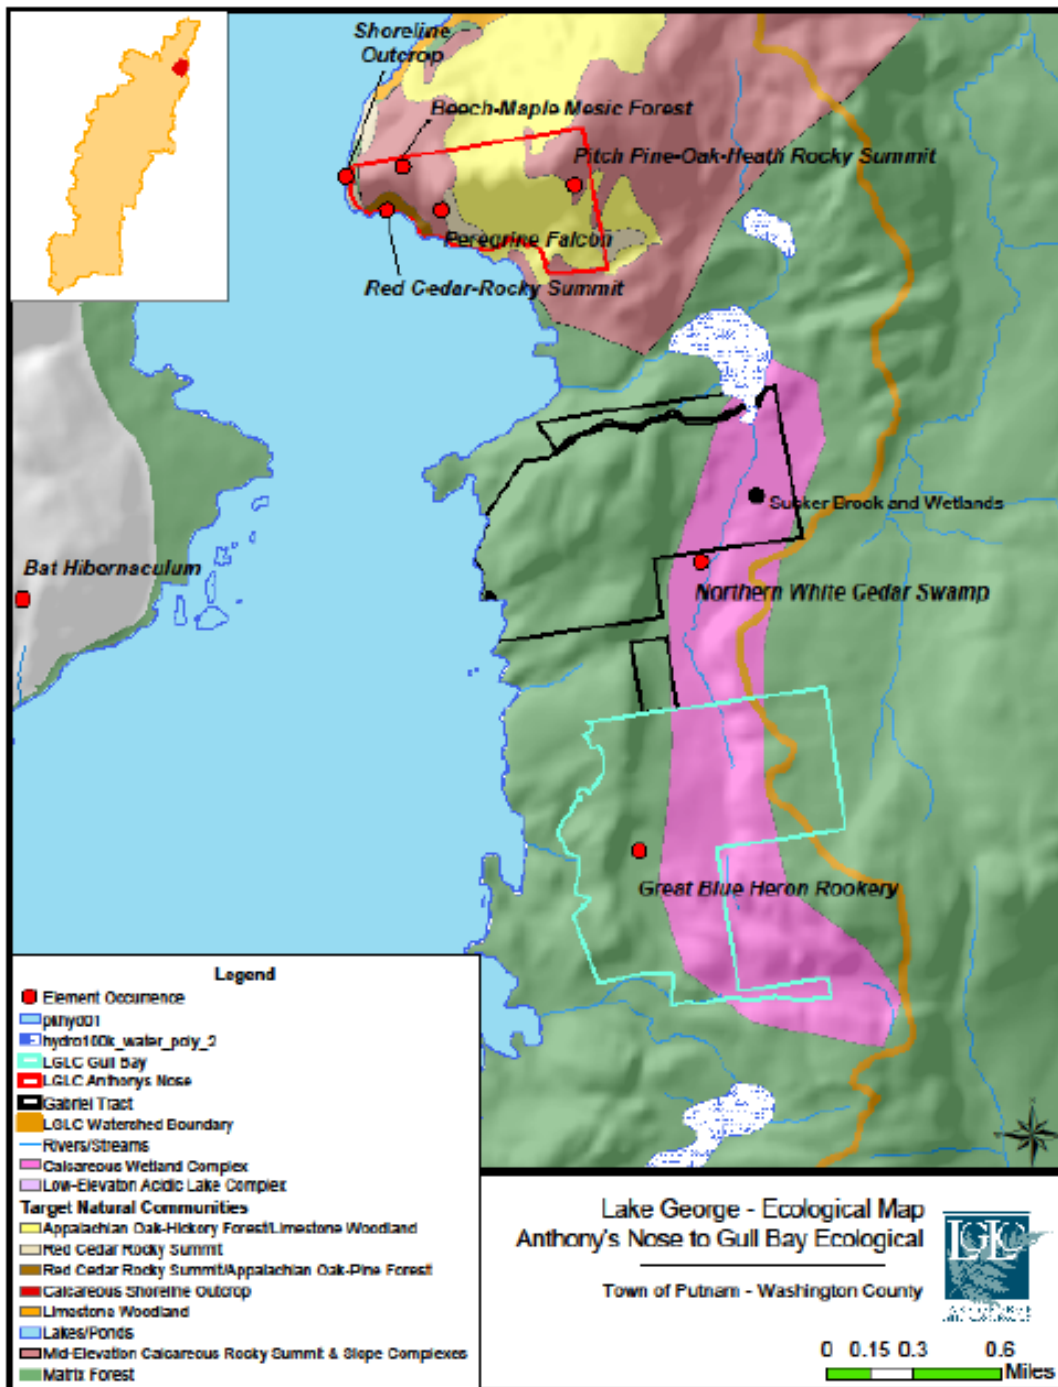 Shoreline
Outcrop
Beech-Maple Mesic Forest
Pitch Pine-Oak-Heath Rocky Summit
Peregrine Falcon
Red Cedar-Rocky Summit
Bat Hibernaculum
Sucker Brook and Wetlands
Northern White Cedar Swamp
Great Blue Heron Rookery
Legend
Element Occurrence
hydro100k_water_poly_2
LGLC Gull Bay
LGLC Anthonys Nose
Gabriel Tract
LGLC Watershed Boundary
Rivers/Streams
Calcareous Wetland Complex
Low-Elevaton Acidic Lake Complex
Target Natural Communities
Appalachian Oak-Hickory Forest/Limestone Woodland
Red Cedar Rocky Summit
Red Cedar Rocky Summit/Appalachian Oak-Pine Forest
Calcareous Shoreline Outcrop
Limestone Woodland
Lakes/Ponds
Mid-Elevation Calcareous Rocky Summit & Slope Complexes
Matrix Forest
Lake George - Ecological Map
Anthony's Nose to Gull Bay Ecological
Town of Putnam - Washington County
LGLC
0 0.15 0.3 0.6
Miles